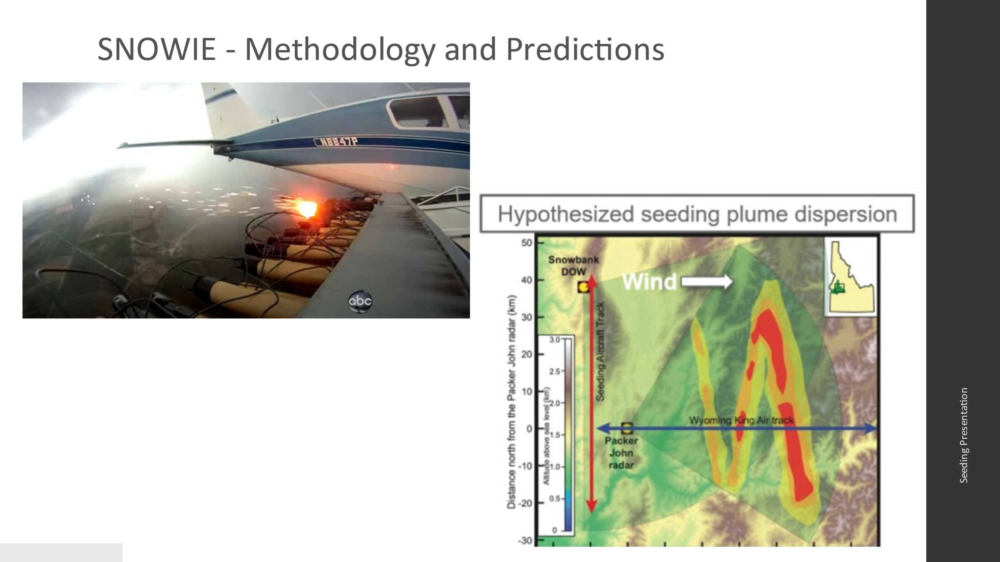 SNOWIE - Methodology and Predictions
N8847P
abc
Hypothesized seeding plume dispersion
50
40
30
20
10
0
-10
-20
-30
Distance north from the Packer John radar (km)
Snowbank
DOW
Wind
Seeding Aircraft Track
3.0
2.5
2.0
1.5
1.0
0.5
0
Altitude above sea level (km)
Wyoming King Air track
Packer
John
radar
Seeding Presentation